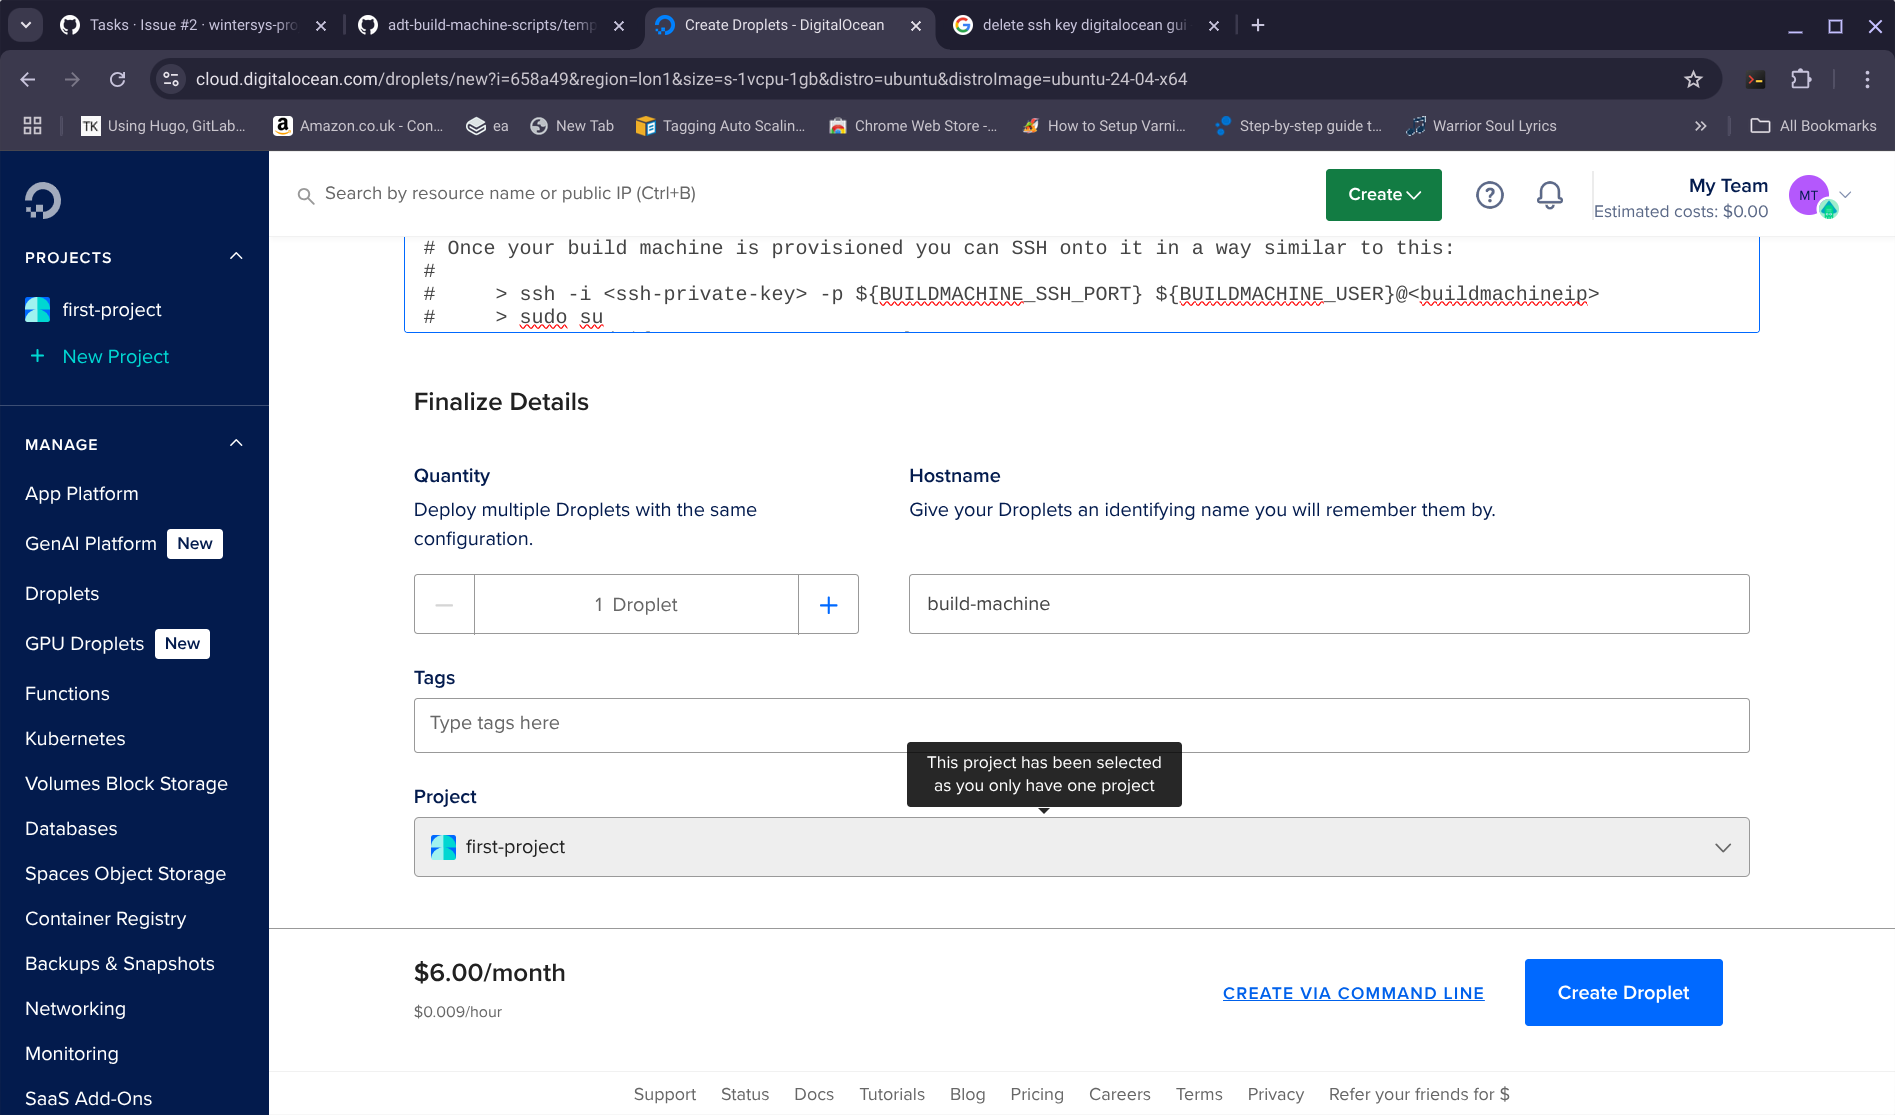 Tasks · Issue #2 · wintersys-pro
adt-build-machine-scripts/temp
Create Droplets - DigitalOcean
delete ssh key digitalocean gui
cloud.digitalocean.com/droplets/new?i=658a49&region=lon1&size=s-1vcpu-1gb&distro=ubuntu&distroImage=ubuntu-24-04-x64
TK Using Hugo, GitLab...
a Amazon.co.uk - Con...
ea
New Tab
Tagging Auto Scalin...
Chrome Web Store -...
How to Setup Varni...
Step-by-step guide t...
Warrior Soul Lyrics
»
All Bookmarks
Search by resource name or public IP (Ctrl+B)
Create
?
My Team
Estimated costs: $0.00
MT
PROJECTS
first-project
+ New Project
MANAGE
App Platform
GenAI Platform New
Droplets
GPU Droplets New
Functions
Kubernetes
Volumes Block Storage
Databases
Spaces Object Storage
Container Registry
Backups & Snapshots
Networking
Monitoring
SaaS Add-Ons
# Once your build machine is provisioned you can SSH onto it in a way similar to this:
#
#     > ssh -i <ssh-private-key> -p ${BUILDMACHINE_SSH_PORT} ${BUILDMACHINE_USER}@<buildmachineip>
#     > sudo su
Finalize Details
Quantity
Deploy multiple Droplets with the same
configuration.
— 1 Droplet +
Hostname
Give your Droplets an identifying name you will remember them by.
build-machine
Tags
Type tags here
This project has been selected
as you only have one project
Project
first-project
$6.00/month
$0.009/hour
CREATE VIA COMMAND LINE
Create Droplet
Support Status Docs Tutorials Blog Pricing Careers Terms Privacy Refer your friends for $